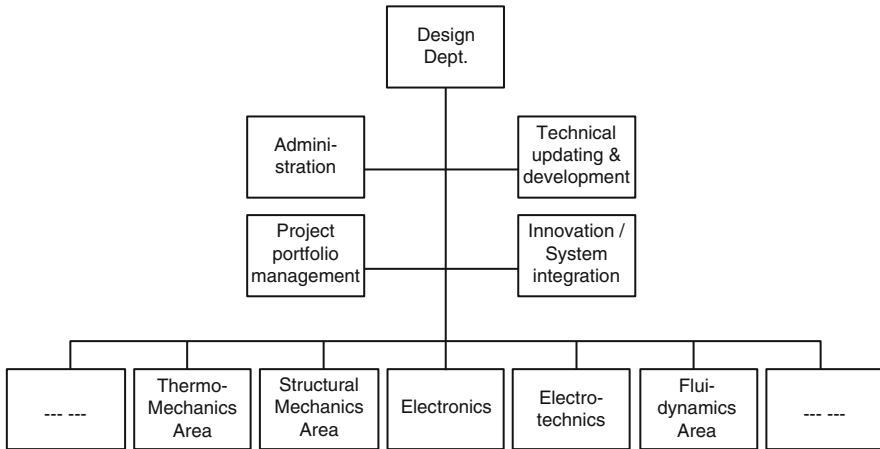 Design
Dept.
Admini-
stration
Technical
updating &
development
Project
portfolio
management
Innovation /
System
integration
--- ---
Thermo-
Mechanics
Area
Structural
Mechanics
Area
Electronics
Electro-
technics
Flui-
dynamics
Area
--- ---